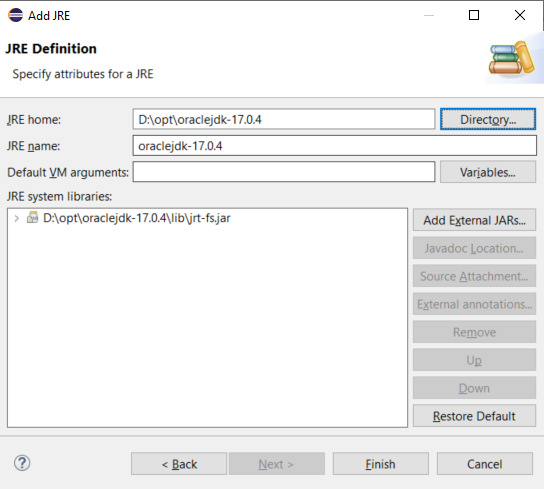 Add JRE
JRE Definition
Specify attributes for a JRE
JRE home: D:\opt\oraclejdk-17.0.4 Directory...
JRE name: oraclejdk-17.0.4
Default VM arguments: Variables...
JRE system libraries:
D:\opt\oraclejdk-17.0.4\lib\jrt-fs.jar
Add External JARs...
Javadoc Location...
Source Attachment...
External annotations...
Remove
Up
Down
Restore Default
? < Back Next > Finish Cancel